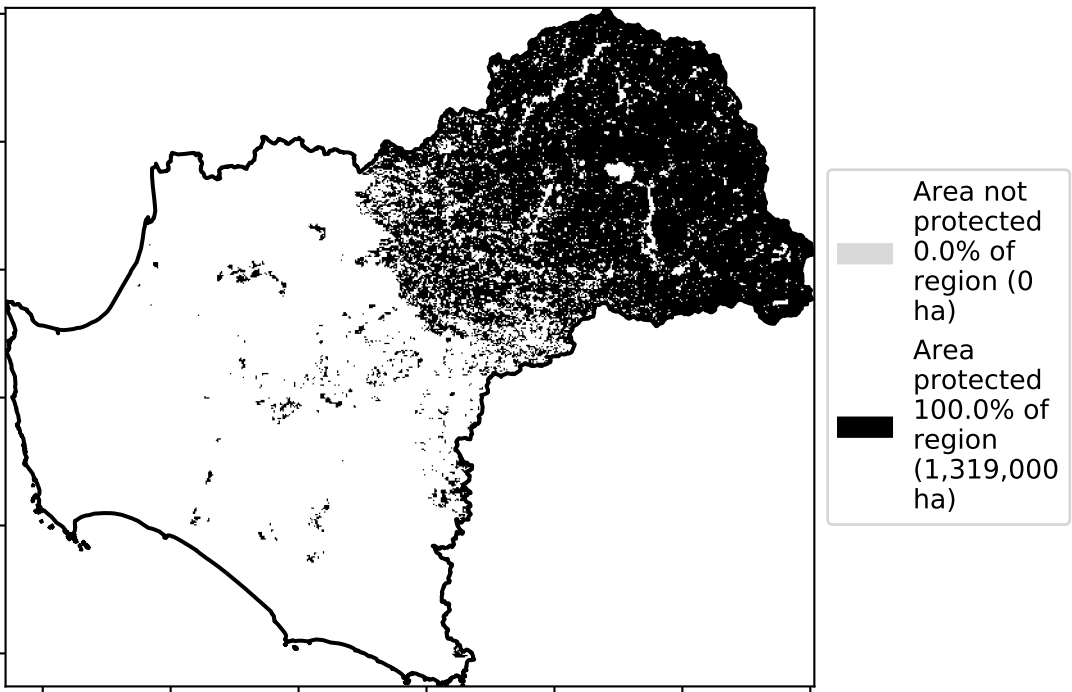 Area not
protected
0.0% of
region (0
ha)
Area
protected
100.0% of
region
(1,319,000
ha)